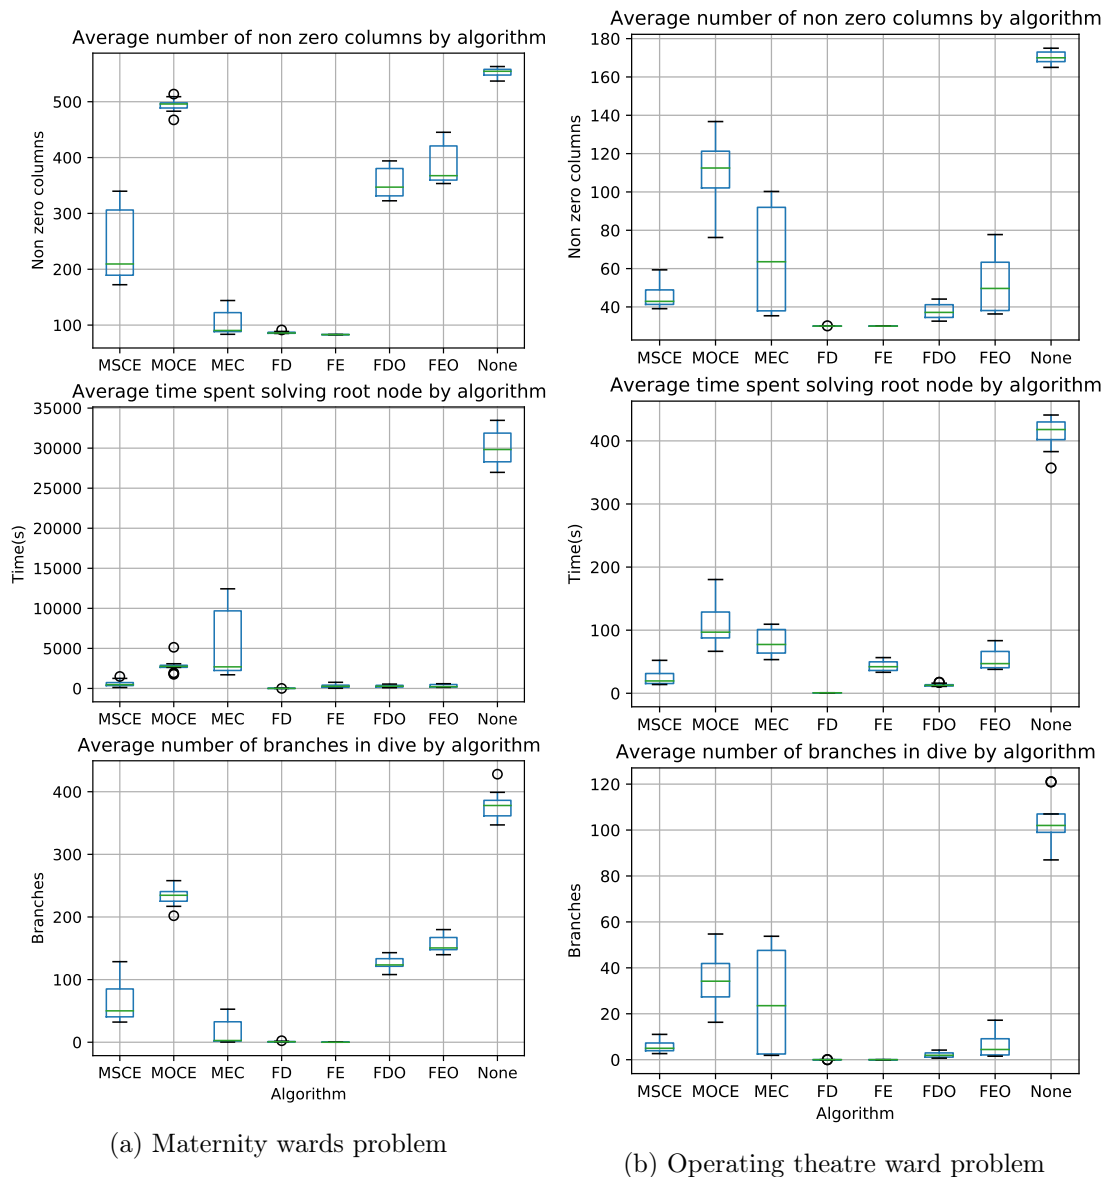 Average number of non zero columns by algorithm
Non zero columns
500
400
300
200
100
MSCE MOCE MEC FD FE FDO FEO None
Average time spent solving root node by algorithm
Time(s)
35000
30000
25000
20000
15000
10000
5000
0
MSCE MOCE MEC FD FE FDO FEO None
Average number of branches in dive by algorithm
Branches
400
300
200
100
0
MSCE MOCE MEC FD FE FDO FEO None
Algorithm
(a) Maternity wards problem
Average number of non zero columns by algorithm
Non zero columns
180
160
140
120
100
80
60
40
MSCE MOCE MEC FD FE FDO FEO None
Average time spent solving root node by algorithm
Time(s)
400
300
200
100
0
MSCE MOCE MEC FD FE FDO FEO None
Average number of branches in dive by algorithm
Branches
120
100
80
60
40
20
0
MSCE MOCE MEC FD FE FDO FEO None
Algorithm
(b) Operating theatre ward problem